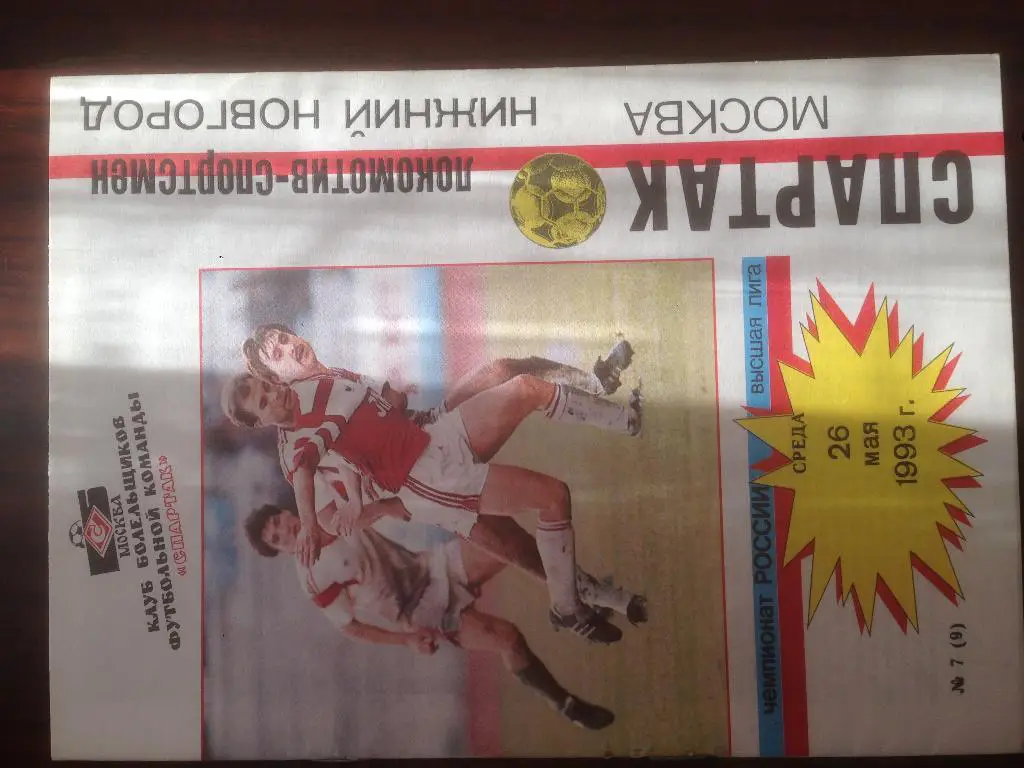 СПАРТАК
МОСКВА
ЛОКОМОТИВ-СПОРТСМЕН
НИЖНИЙ НОВГОРОД
чемпионат РОССИИ высшая лига
СРЕДА
26
мая
1993 г.
№ 7 (9)
МОСКВА
КЛУБ БОЛЕЛЬЩИКОВ
ФУТБОЛЬНОЙ КОМАНДЫ
«СПАРТАК»